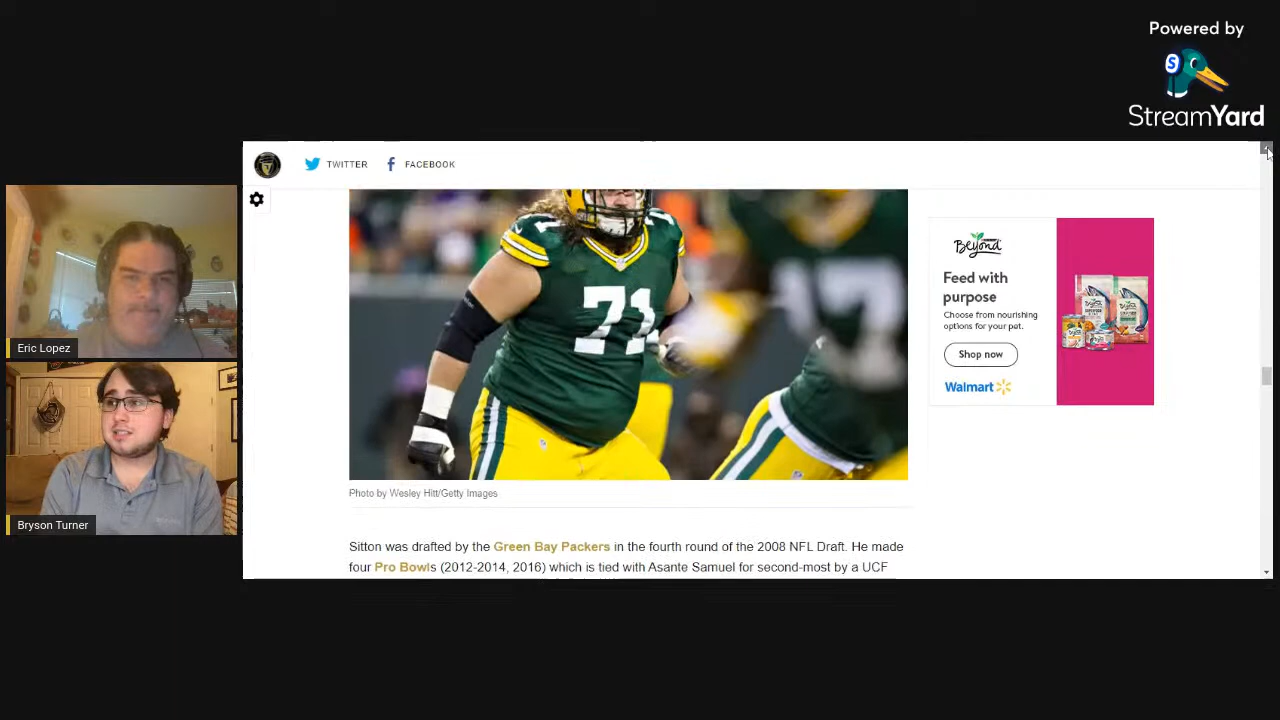 Powered by
S
StreamYard
TWITTER
FACEBOOK
Eric Lopez
Bryson Turner
71
17
Beyond
Feed with
purpose
Choose from nourishing
options for your pet.
Shop now
Walmart
Photo by Wesley Hitt/Getty Images
Sitton was drafted by the Green Bay Packers in the fourth round of the 2008 NFL Draft. He made
four Pro Bowls (2012-2014, 2016) which is tied with Asante Samuel for second-most by a UCF